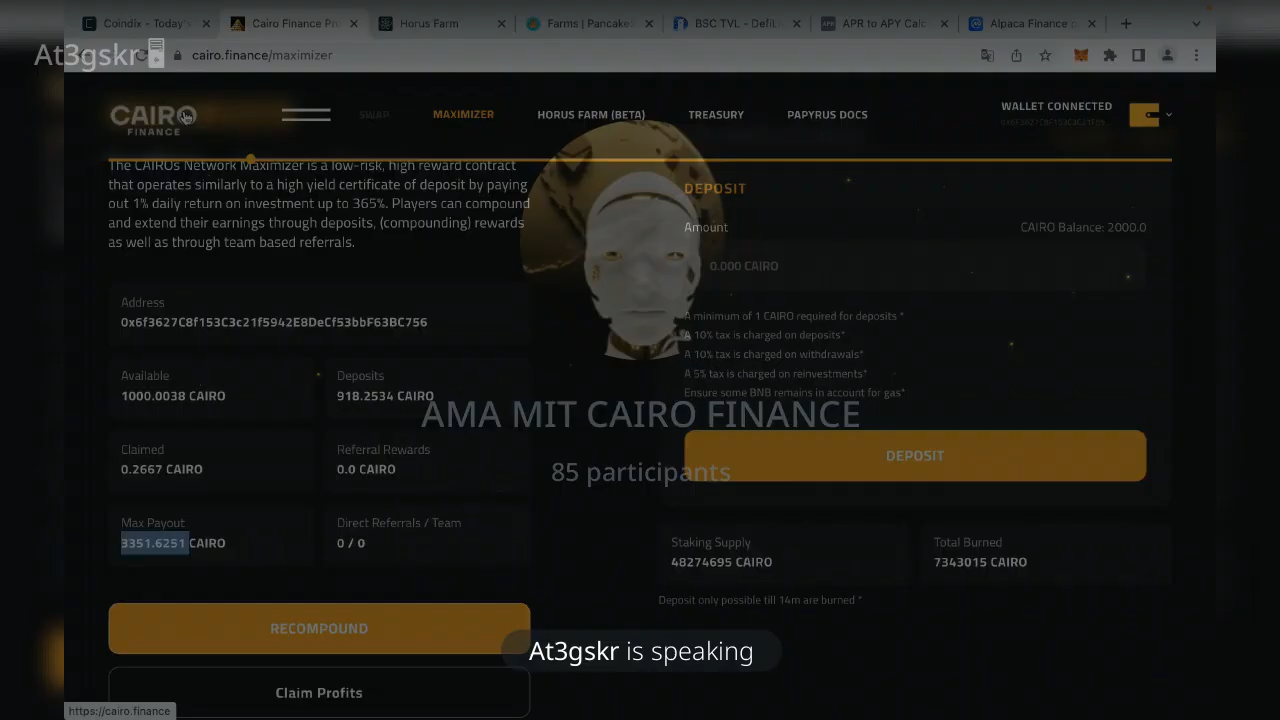 Coindix - Today's
Cairo Finance Pr
Horus Farm
Farms | Pancake
BSC TVL - Defi
APR to APY Calc
Alpaca Finance
At3gskr
cairo.finance/maximizer
CAIRO
FINANCE
SWAP
MAXIMIZER
HORUS FARM (BETA)
TREASURY
PAPYRUS DOCS
WALLET CONNECTED
The CAIROs Network Maximizer is a low-risk, high reward contract
that operates similarly to a high yield certificate of deposit by paying
out 1% daily return on investment up to 365%. Players can compound
and extend their earnings through deposits, (compounding) rewards
as well as through team based referrals.
Address
0x6f3627C8f153C3c21f5942E8DeCf53bbF63BC756
Available
1000.0038 CAIRO
Deposits
918.2534 CAIRO
Claimed
0.2667 CAIRO
Referral Rewards
0.0 CAIRO
Max Payout
3351.6251 CAIRO
Direct Referrals / Team
0 / 0
RECOMPOUND
Claim Profits
DEPOSIT
Amount
CAIRO Balance: 2000.0
0.000 CAIRO
A minimum of 1 CAIRO required for deposits *
A 10% tax is charged on deposits*
A 10% tax is charged on withdrawals*
A 5% tax is charged on reinvestments*
Ensure some BNB remains in account for gas*
DEPOSIT
Staking Supply
48274695 CAIRO
Total Burned
7343015 CAIRO
Deposit only possible till 14m are burned *
AMA MIT CAIRO FINANCE
85 participants
At3gskr is speaking
https://cairo.finance